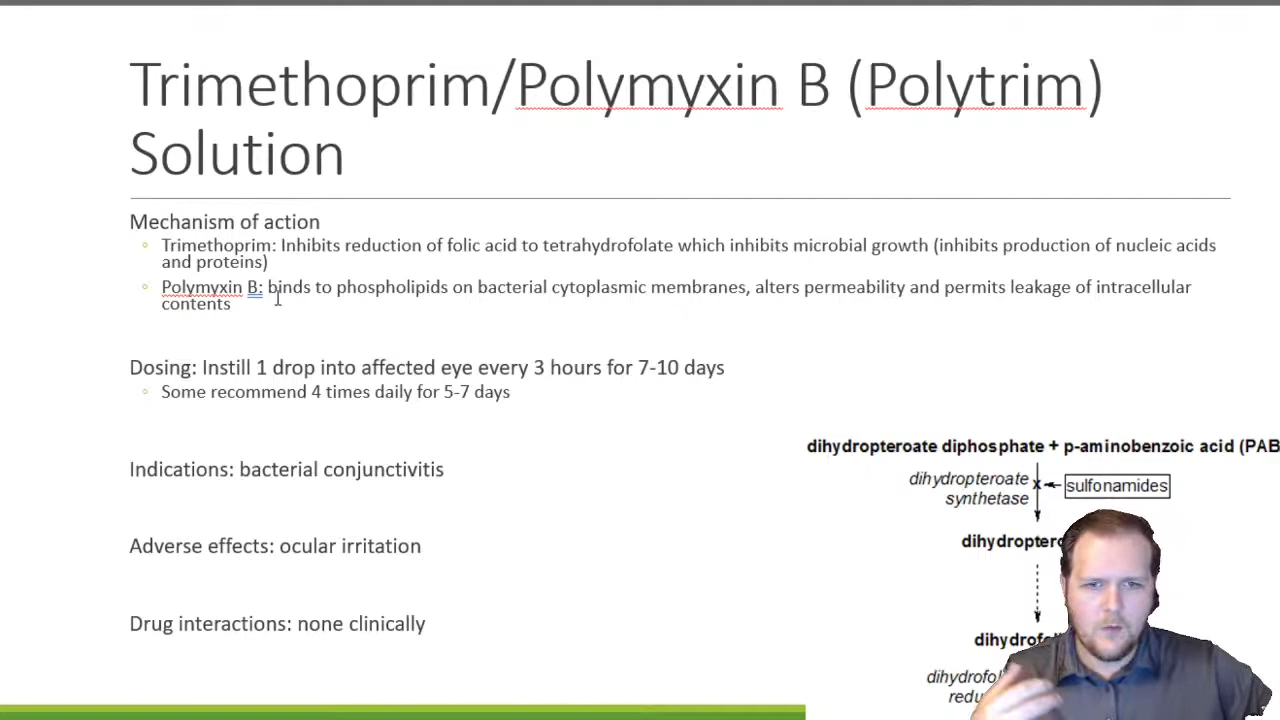 Trimethoprim/Polymyxin B (Polytrim)
Solution
Mechanism of action
Trimethoprim: Inhibits reduction of folic acid to tetrahydrofolate which inhibits microbial growth (inhibits production of nucleic acids
and proteins)
Polymyxin B: binds to phospholipids on bacterial cytoplasmic membranes, alters permeability and permits leakage of intracellular
contents
Dosing: Instill 1 drop into affected eye every 3 hours for 7-10 days
Some recommend 4 times daily for 5-7 days
Indications: bacterial conjunctivitis
Adverse effects: ocular irritation
Drug interactions: none clinically
dihydropteroate diphosphate + p-aminobenzoic acid (PAB
dihydropteroate
synthetase
x
sulfonamides